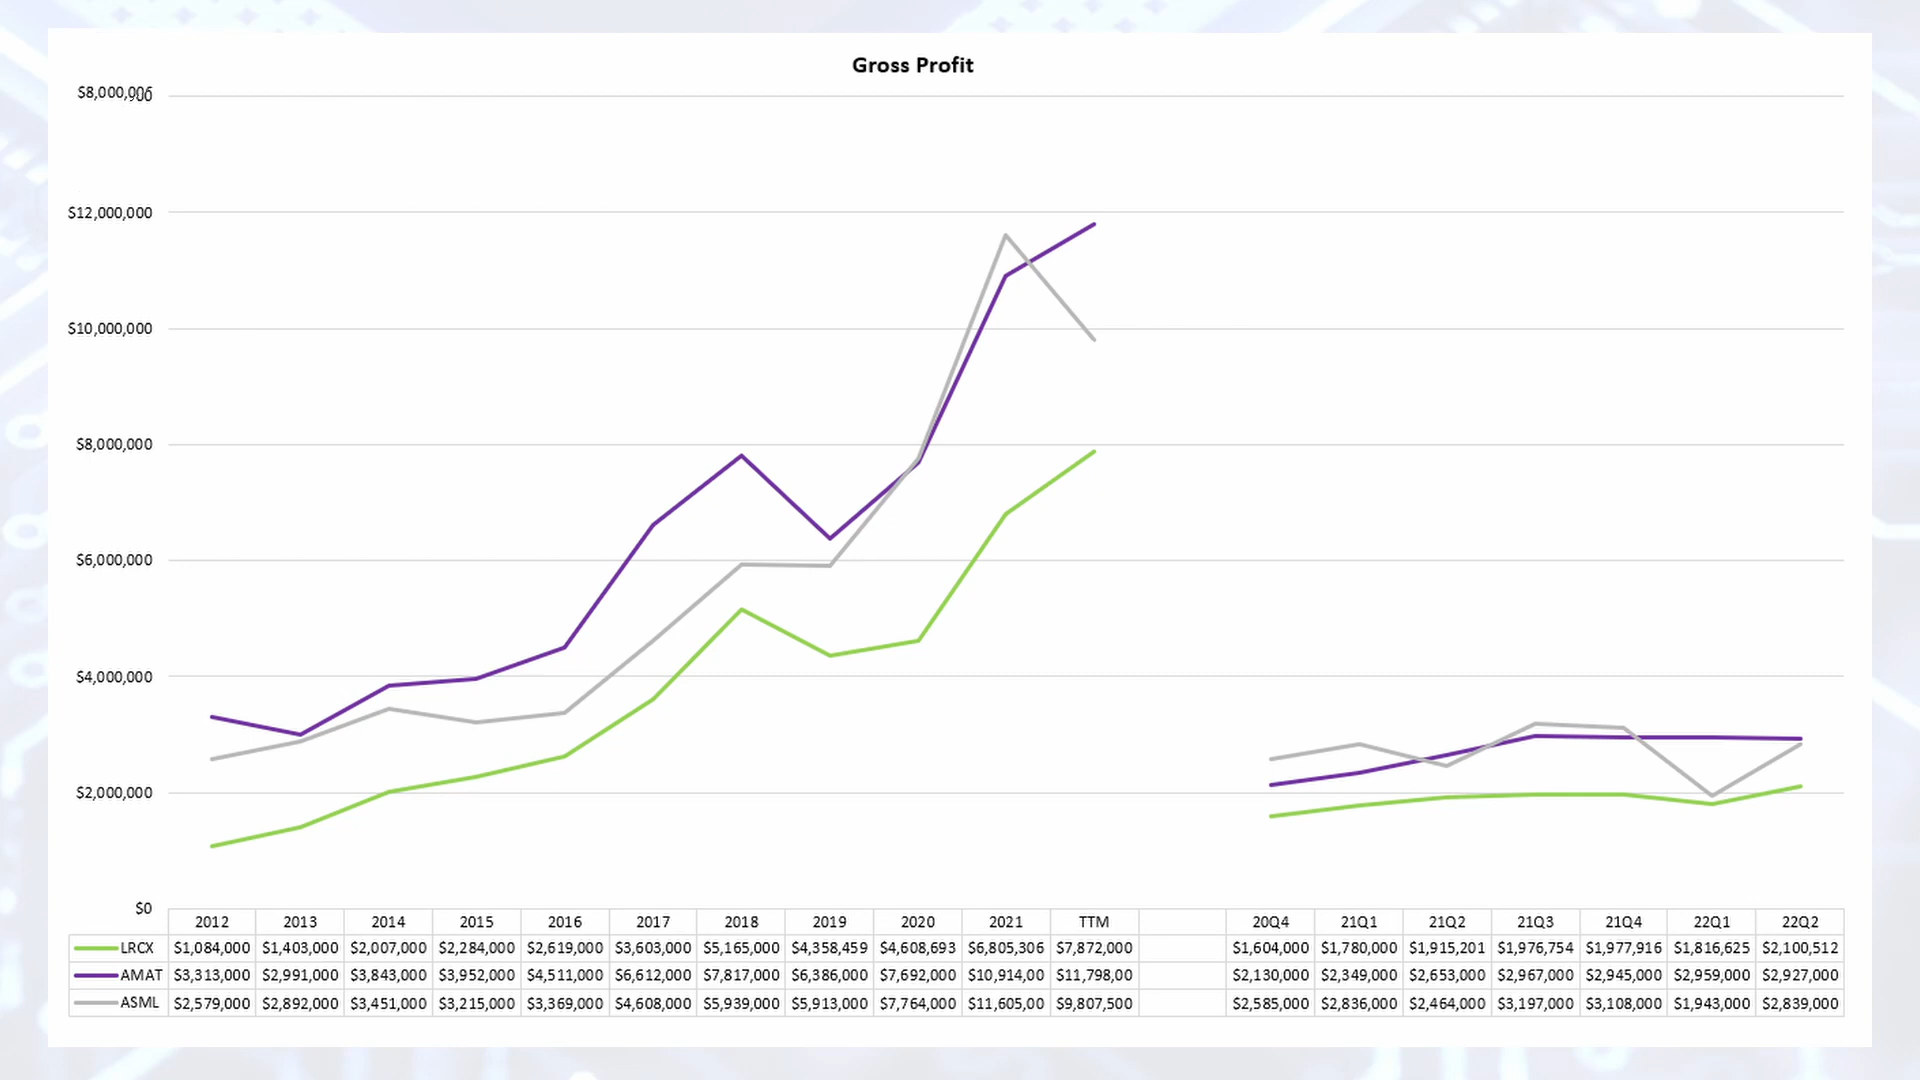 Gross Profit
$12,000,000
$10,000,000
$8,000,000
$6,000,000
$4,000,000
$2,000,000
$0
2012 2013 2014 2015 2016 2017 2018 2019 2020 2021 TTM 20Q4 21Q1 21Q2 21Q3 21Q4 22Q1 22Q2
LRCX $1,084,000 $1,403,000 $2,007,000 $2,284,000 $2,619,000 $3,603,000 $5,165,000 $4,358,459 $4,608,693 $6,805,306 $7,872,000 $1,604,000 $1,780,000 $1,915,201 $1,976,754 $1,977,916 $1,816,625 $2,100,512
AMAT $3,313,000 $2,991,000 $3,843,000 $3,952,000 $4,511,000 $6,612,000 $7,817,000 $6,386,000 $7,692,000 $10,914,00 $11,798,00 $2,130,000 $2,349,000 $2,653,000 $2,967,000 $2,945,000 $2,959,000 $2,927,000
ASML $2,579,000 $2,892,000 $3,451,000 $3,215,000 $3,369,000 $4,608,000 $5,939,000 $5,913,000 $7,764,000 $11,605,00 $9,807,500 $2,585,000 $2,836,000 $2,464,000 $3,197,000 $3,108,000 $1,943,000 $2,839,000